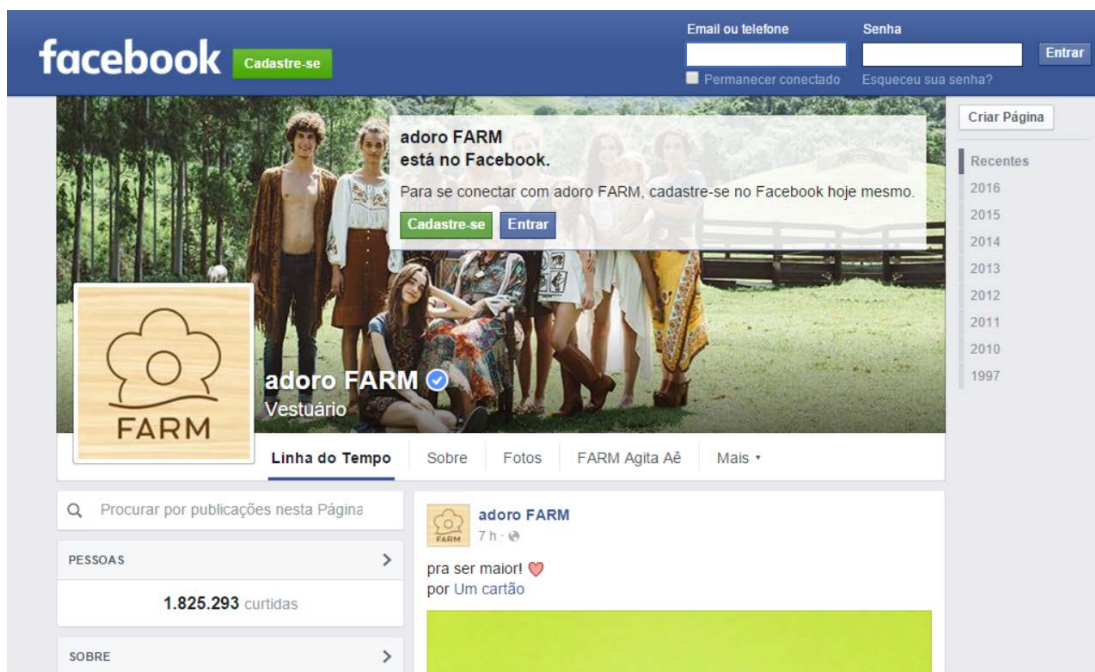 facebook
Cadastre-se
Email ou telefone
Senha
Entrar
Permanecer conectado
Esqueceu sua senha?
adoro FARM
está no Facebook.
Para se conectar com adoro FARM, cadastre-se no Facebook hoje mesmo.
Cadastre-se
Entrar
Criar Página
Recentes
2016
2015
2014
2013
2012
2011
2010
1997
FARM
adoro FARM
Vestuário
Linha do Tempo
Sobre
Fotos
FARM Agita Aê
Mais
Procurar por publicações nesta Página
PESSOAS
1.825.293 curtidas
SOBRE
FARM
adoro FARM
7 h ·
pra ser maior!
por Um cartão